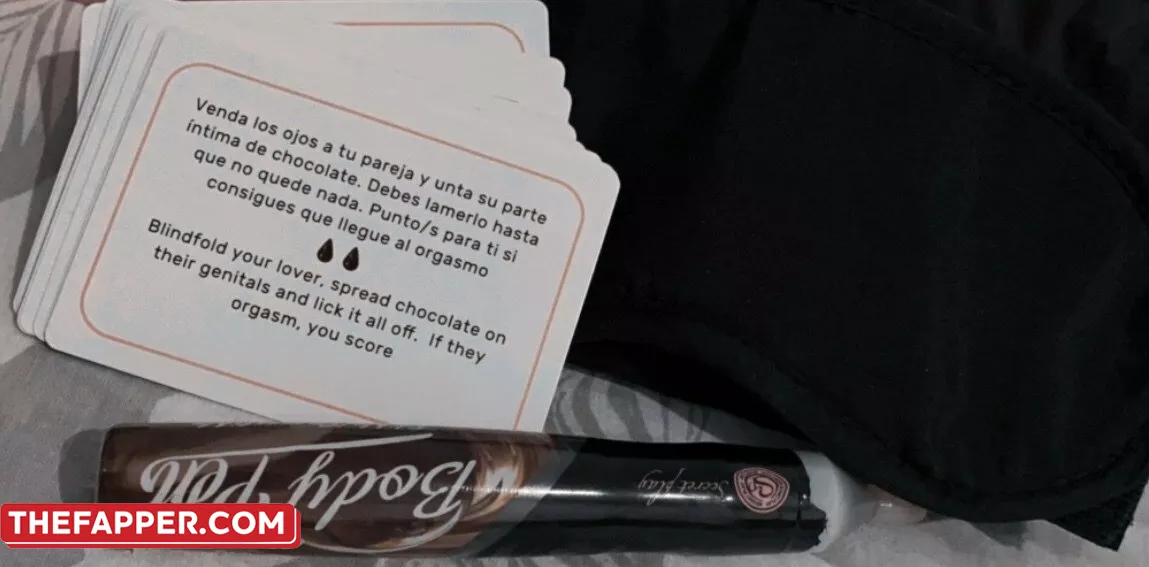 Venda los ojos a tu pareja y unta su parte
íntima de chocolate. Debes lamerlo hasta
que no quede nada. Punto/s para ti si
consigues que llegue al orgasmo
Blindfold your lover, spread chocolate on
their genitals and lick it all off. If they
orgasm, you score
Body Pen
Secret play
THEFAPPER.COM